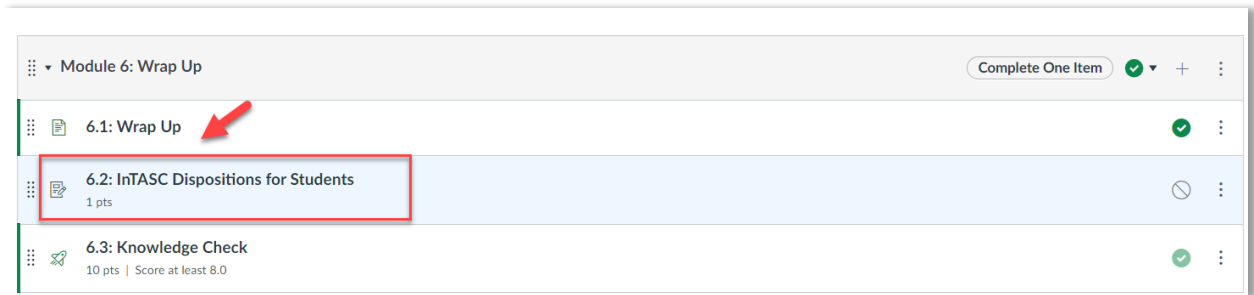 Module 6: Wrap Up Complete One Item
6.1: Wrap Up
6.2: InTASC Dispositions for Students
1 pts
6.3: Knowledge Check
10 pts | Score at least 8.0